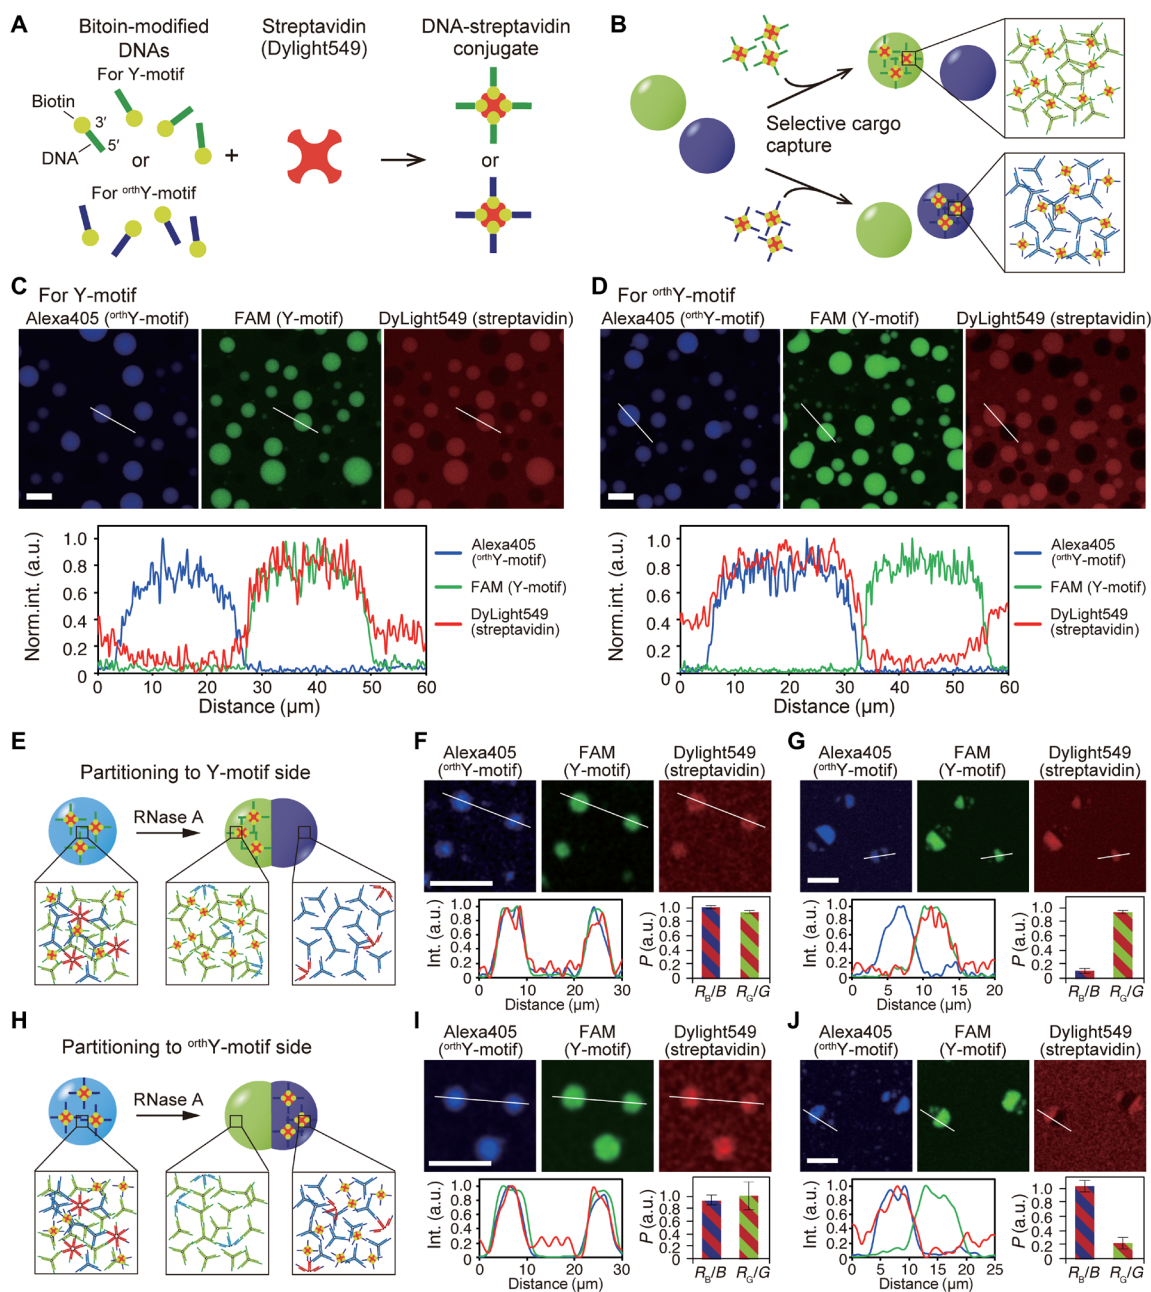 A
Bitoin-modified
DNAs
For Y-motif
Biotin
3′
5′
DNA
or
For orthY-motif
+
Streptavidin
(Dylight549)
DNA-streptavidin
conjugate
or
B
Selective cargo
capture
C
For Y-motif
Alexa405 (orthY-motif)
FAM (Y-motif)
DyLight549 (streptavidin)
Norm.int. (a.u.)
1.0
0.8
0.6
0.4
0.2
0
0 10 20 30 40 50 60
Distance (µm)
Alexa405
(orthY-motif)
FAM (Y-motif)
DyLight549
(streptavidin)
D
For orthY-motif
Alexa405 (orthY-motif)
FAM (Y-motif)
DyLight549 (streptavidin)
Norm.int. (a.u.)
1.0
0.8
0.6
0.4
0.2
0
0 10 20 30 40 50 60
Distance (µm)
Alexa405
(orthY-motif)
FAM (Y-motif)
DyLight549
(streptavidin)
E
Partitioning to Y-motif side
RNase A
F
Alexa405
(orthY-motif)
FAM
(Y-motif)
Dylight549
(streptavidin)
Int. (a.u.)
1.0
0.8
0.6
0.4
0.2
0
0 10 20 30
Distance (µm)
P (a.u.)
1.0
0.8
0.6
0.4
0.2
0
RB/B RG/G
G
Alexa405
(orthY-motif)
FAM
(Y-motif)
Dylight549
(streptavidin)
Int. (a.u.)
1.0
0.8
0.6
0.4
0.2
0
0 5 10 15 20
Distance (µm)
P (a.u.)
1.0
0.8
0.6
0.4
0.2
0
RB/B RG/G
H
Partitioning to orthY-motif side
RNase A
I
Alexa405
(orthY-motif)
FAM
(Y-motif)
Dylight549
(streptavidin)
Int. (a.u.)
1.0
0.8
0.6
0.4
0.2
0
0 10 20 30
Distance (µm)
P (a.u.)
1.0
0.8
0.6
0.4
0.2
0
RB/B RG/G
J
Alexa405
(orthY-motif)
FAM
(Y-motif)
Dylight549
(streptavidin)
Int. (a.u.)
1.0
0.8
0.6
0.4
0.2
0
0 5 10 15 20 25
Distance (µm)
P (a.u.)
1.0
0.8
0.6
0.4
0.2
0
RB/B RG/G